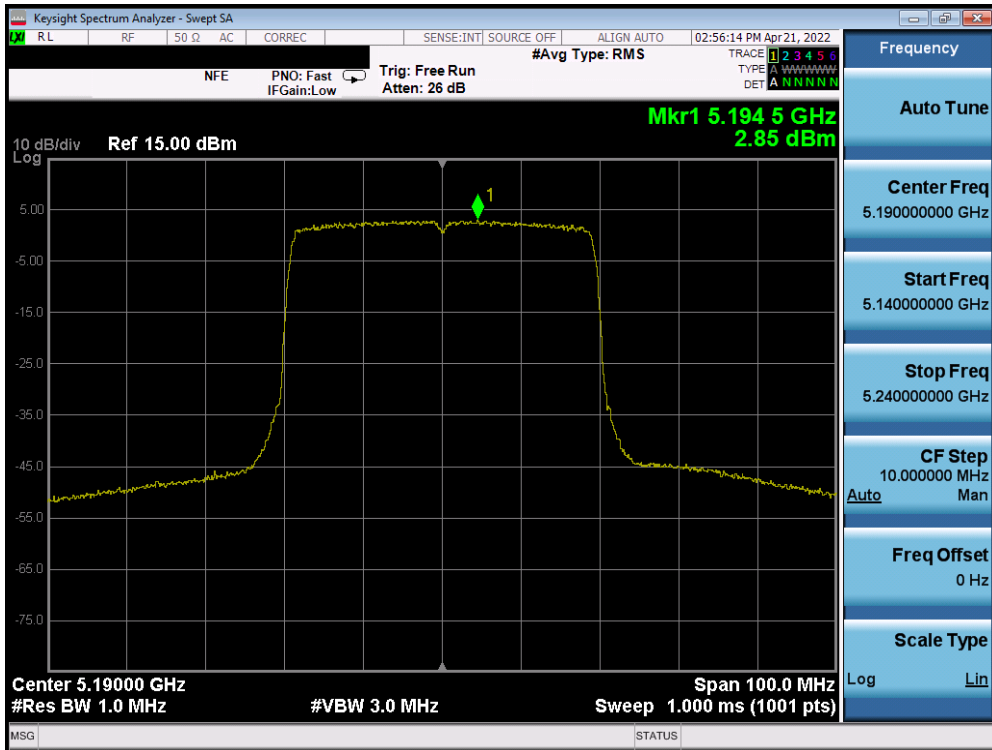 Keysight Spectrum Analyzer - Swept SA
LXI RL RF 50 Ω AC CORREC SENSE:INT SOURCE OFF ALIGN AUTO 02:56:14 PM Apr 21, 2022
#Avg Type: RMS
TRACE 1 2 3 4 5 6
NFE PNO: Fast Trig: Free Run TYPE A WWWWW
IFGain:Low Atten: 26 dB DET A N N N N N
Mkr1 5.194 5 GHz
2.85 dBm
10 dB/div Ref 15.00 dBm
Log
1
5.00
-5.00
-15.0
-25.0
-35.0
-45.0
-55.0
-65.0
-75.0
Center 5.19000 GHz Span 100.0 MHz
#Res BW 1.0 MHz #VBW 3.0 MHz Sweep 1.000 ms (1001 pts)
MSG STATUS
Frequency
Auto Tune
Center Freq
5.190000000 GHz
Start Freq
5.140000000 GHz
Stop Freq
5.240000000 GHz
CF Step
10.000000 MHz
Auto Man
Freq Offset
0 Hz
Scale Type
Log Lin